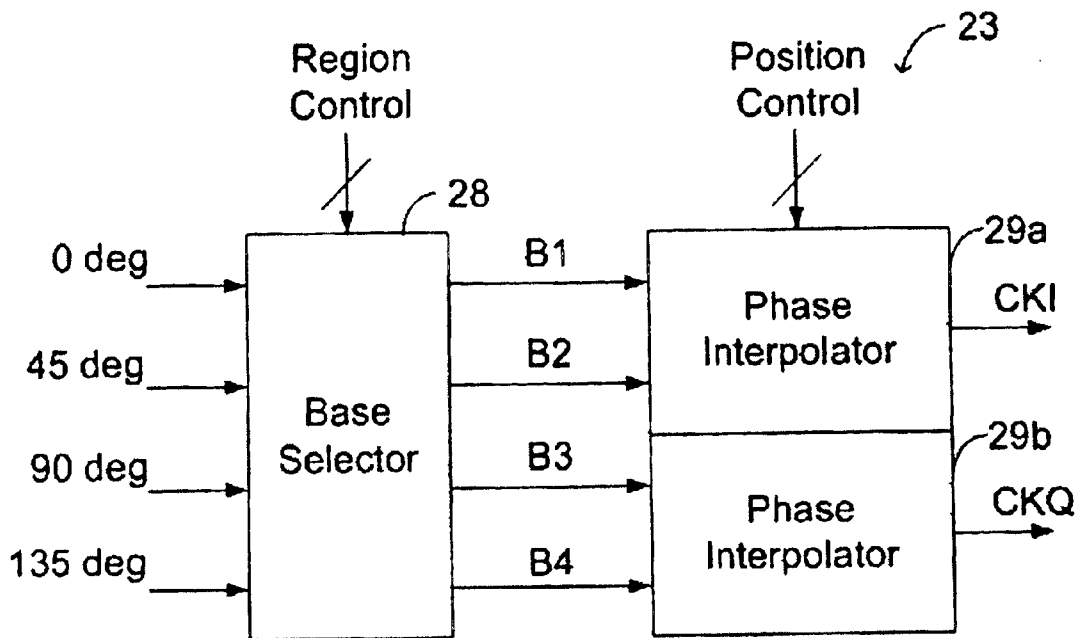 Region
Control
Position
Control
23
28
0 deg
45 deg
90 deg
135 deg
Base
Selector
B1
B2
B3
B4
Phase
Interpolator
29a
CKI
Phase
Interpolator
29b
CKQ